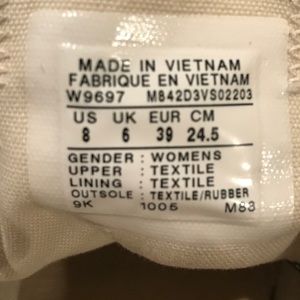 MADE IN VIETNAM
FABRIQUE EN VIETNAM
W9697 M842D3VS02203
US UK EUR CM
8 6 39 24.5
GENDER : WOMENS
UPPER : TEXTILE
LINING : TEXTILE
OUTSOLE : TEXTILE/RUBBER
9K 1005 M83